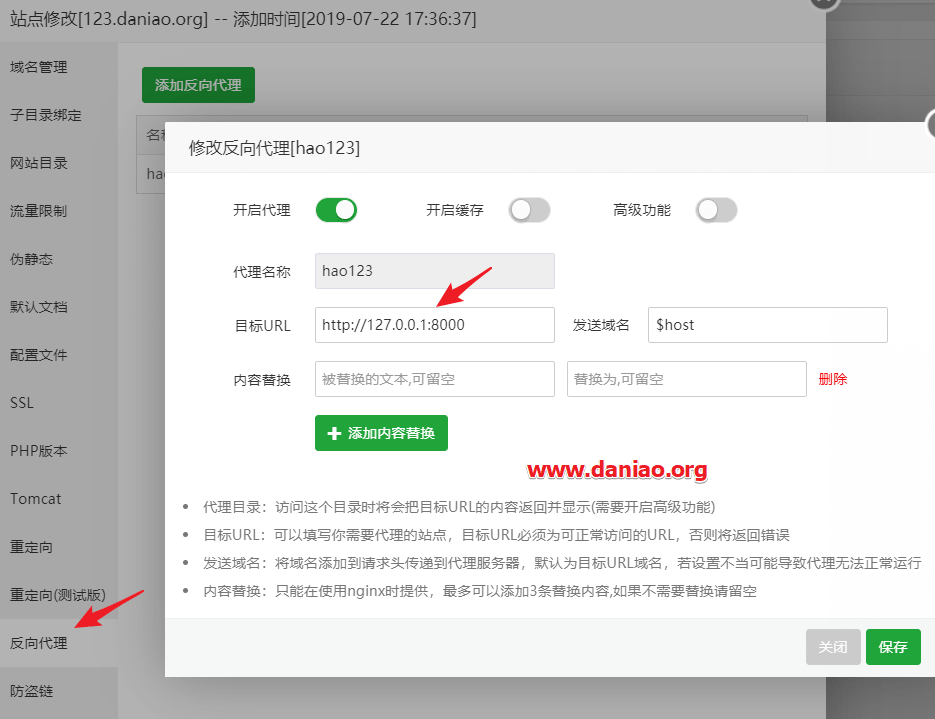 站点修改[123.daniao.org] -- 添加时间[2019-07-22 17:36:37]
域名管理
子目录绑定
网站目录
流量限制
伪静态
默认文档
配置文件
SSL
PHP版本
Tomcat
重定向
重定向(测试版)
反向代理
防盗链
添加反向代理
名
hao
修改反向代理[hao123]
开启代理 开启缓存 高级功能
代理名称 hao123
目标URL http://127.0.0.1:8000 发送域名 $host
内容替换 被替换的文本,可留空 替换为,可留空 删除
添加内容替换
www.daniao.org
代理目录：访问这个目录时将会把目标URL的内容返回并显示(需要开启高级功能)
目标URL：可以填写你需要代理的站点，目标URL必须为可正常访问的URL，否则将返回错误
发送域名：将域名添加到请求头传递到代理服务器，默认为目标URL域名，若设置不当可能导致代理无法正常运行
内容替换：只能在使用nginx时提供，最多可以添加3条替换内容,如果不需要替换请留空
关闭 保存